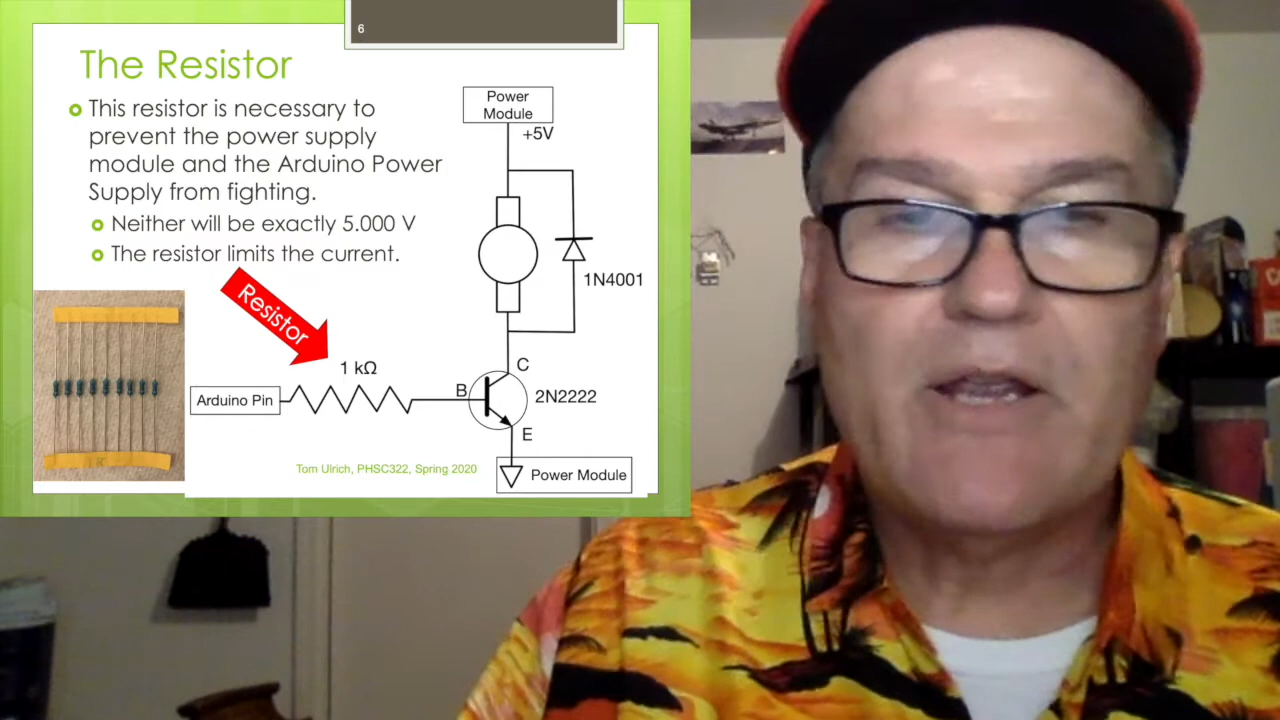 6
The Resistor
This resistor is necessary to
prevent the power supply
module and the Arduino Power
Supply from fighting.
Neither will be exactly 5.000 V
The resistor limits the current.
Power
Module
+5V
1N4001
Resistor
1 kΩ
Arduino Pin
B
C
2N2222
E
Power Module
Tom Ulrich, PHSC322, Spring 2020